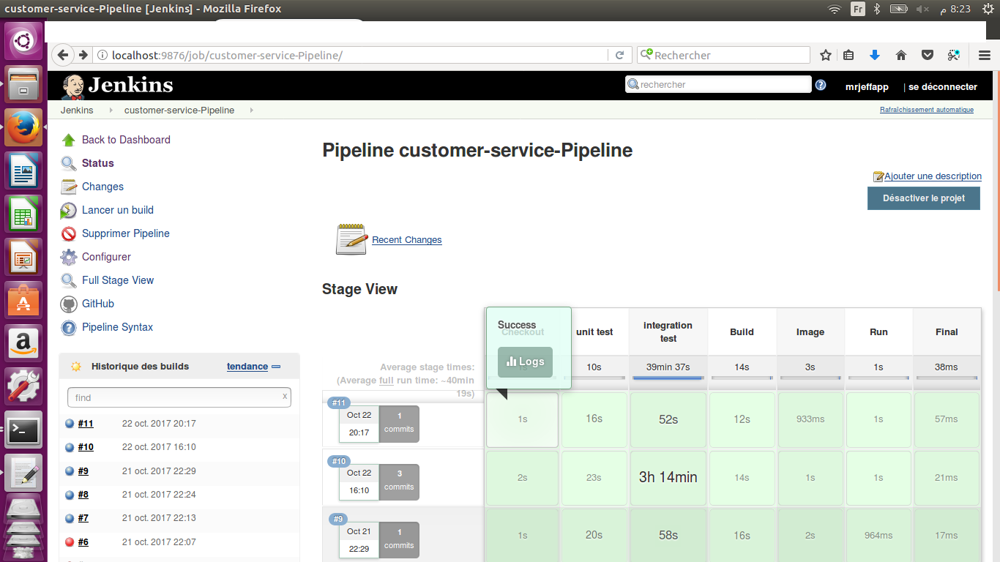 customer-service-Pipeline [Jenkins] - Mozilla Firefox
Fr
8:23 م
localhost:9876/job/customer-service-Pipeline/
Rechercher
Jenkins
rechercher
mrjeffapp
| se déconnecter
Jenkins
customer-service-Pipeline
Rafraîchissement automatique
Back to Dashboard
Status
Changes
Lancer un build
Supprimer Pipeline
Configurer
Full Stage View
GitHub
Pipeline Syntax
Pipeline customer-service-Pipeline
Ajouter une description
Désactiver le projet
Recent Changes
Stage View
Historique des builds
tendance
find
x
#11 22 oct. 2017 20:17
#10 22 oct. 2017 16:10
#9 21 oct. 2017 22:29
#8 21 oct. 2017 22:24
#7 21 oct. 2017 22:13
#6 21 oct. 2017 22:07
Success
Logs
Checkout
unit test
integration
test
Build
Image
Run
Final
Average stage times:
(Average full run time: ~40min
19s)
1s 10s 39min 37s 14s 3s 1s 38ms
#11
Oct 22
20:17
1
commits
1s 16s 52s 12s 933ms 1s 57ms
#10
Oct 22
16:10
3
commits
2s 23s 3h 14min 14s 1s 1s 21ms
#9
Oct 21
22:29
1
commits
1s 20s 58s 16s 2s 964ms 17ms